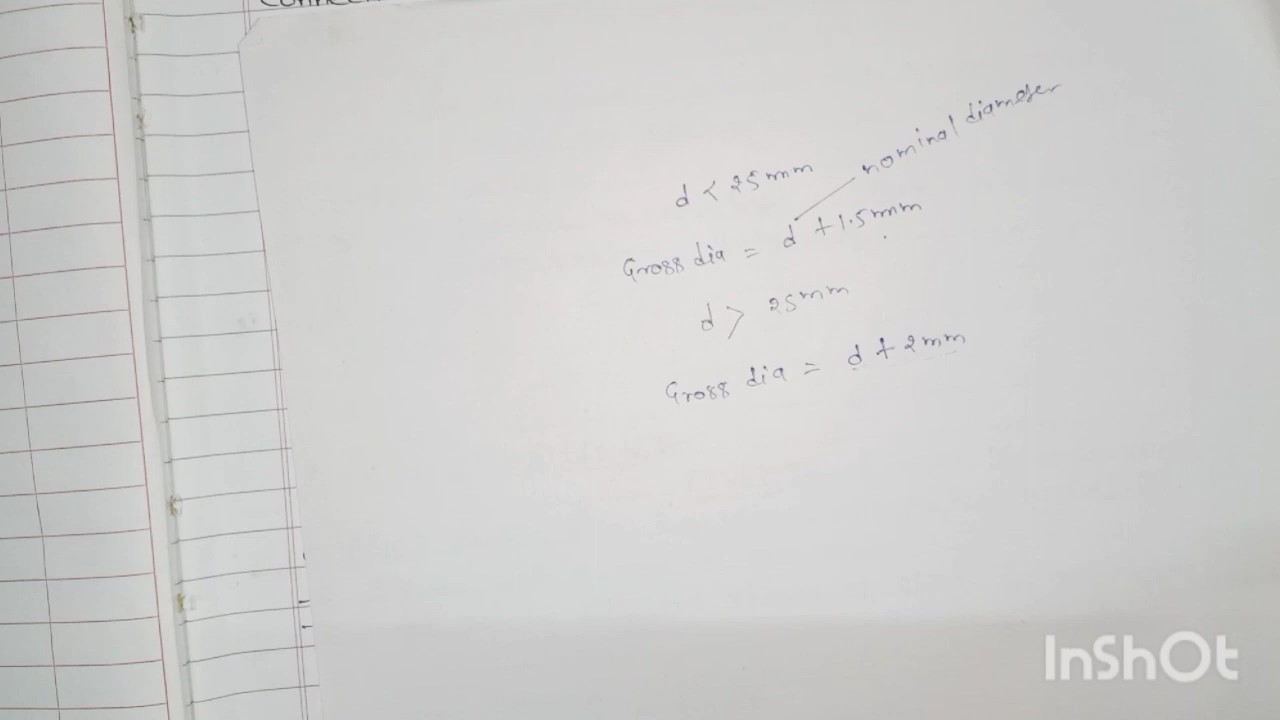 d < 25mm
nominal diameter
Gross dia = d + 1.5mm
d > 25mm
Gross dia = d + 2mm
InShOt